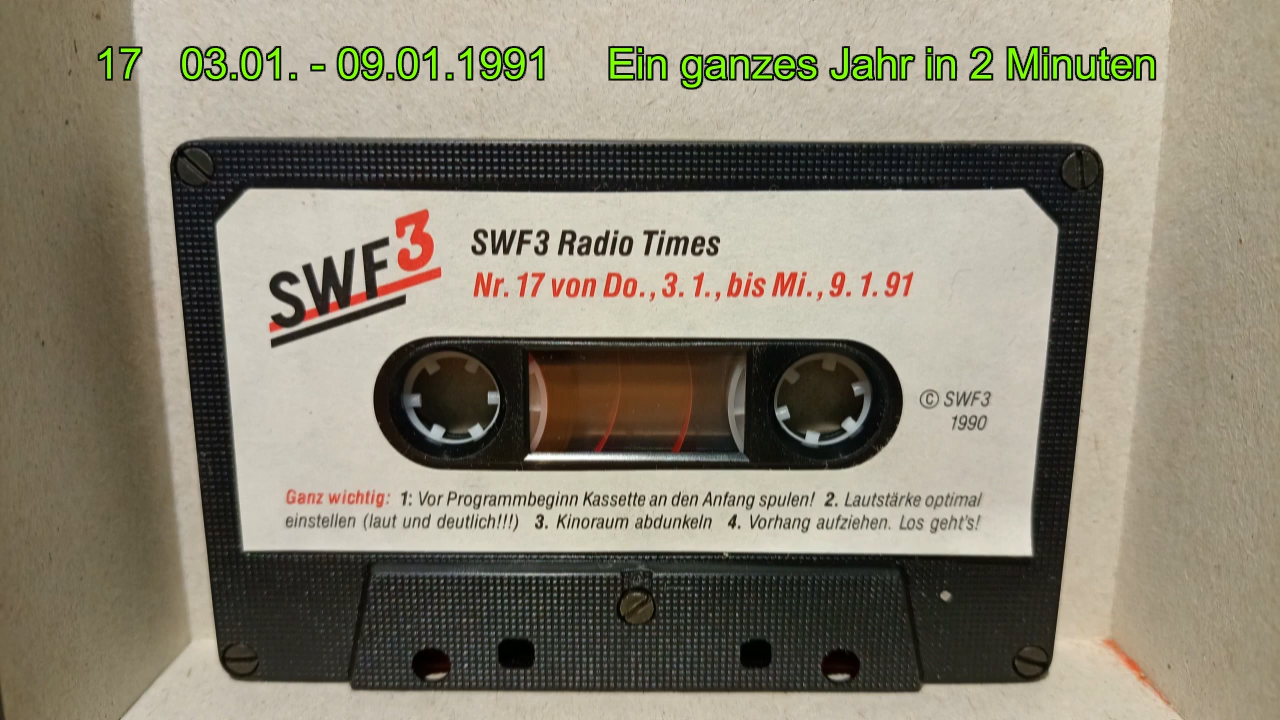 17 03.01. - 09.01.1991 Ein ganzes Jahr in 2 Minuten
SWF3
SWF3 Radio Times
Nr. 17 von Do., 3. 1., bis Mi., 9. 1. 91
© SWF3
1990
Ganz wichtig: 1: Vor Programmbeginn Kassette an den Anfang spulen! 2. Lautstärke optimal
einstellen (laut und deutlich!!!) 3. Kinoraum abdunkeln 4. Vorhang aufziehen. Los geht's!